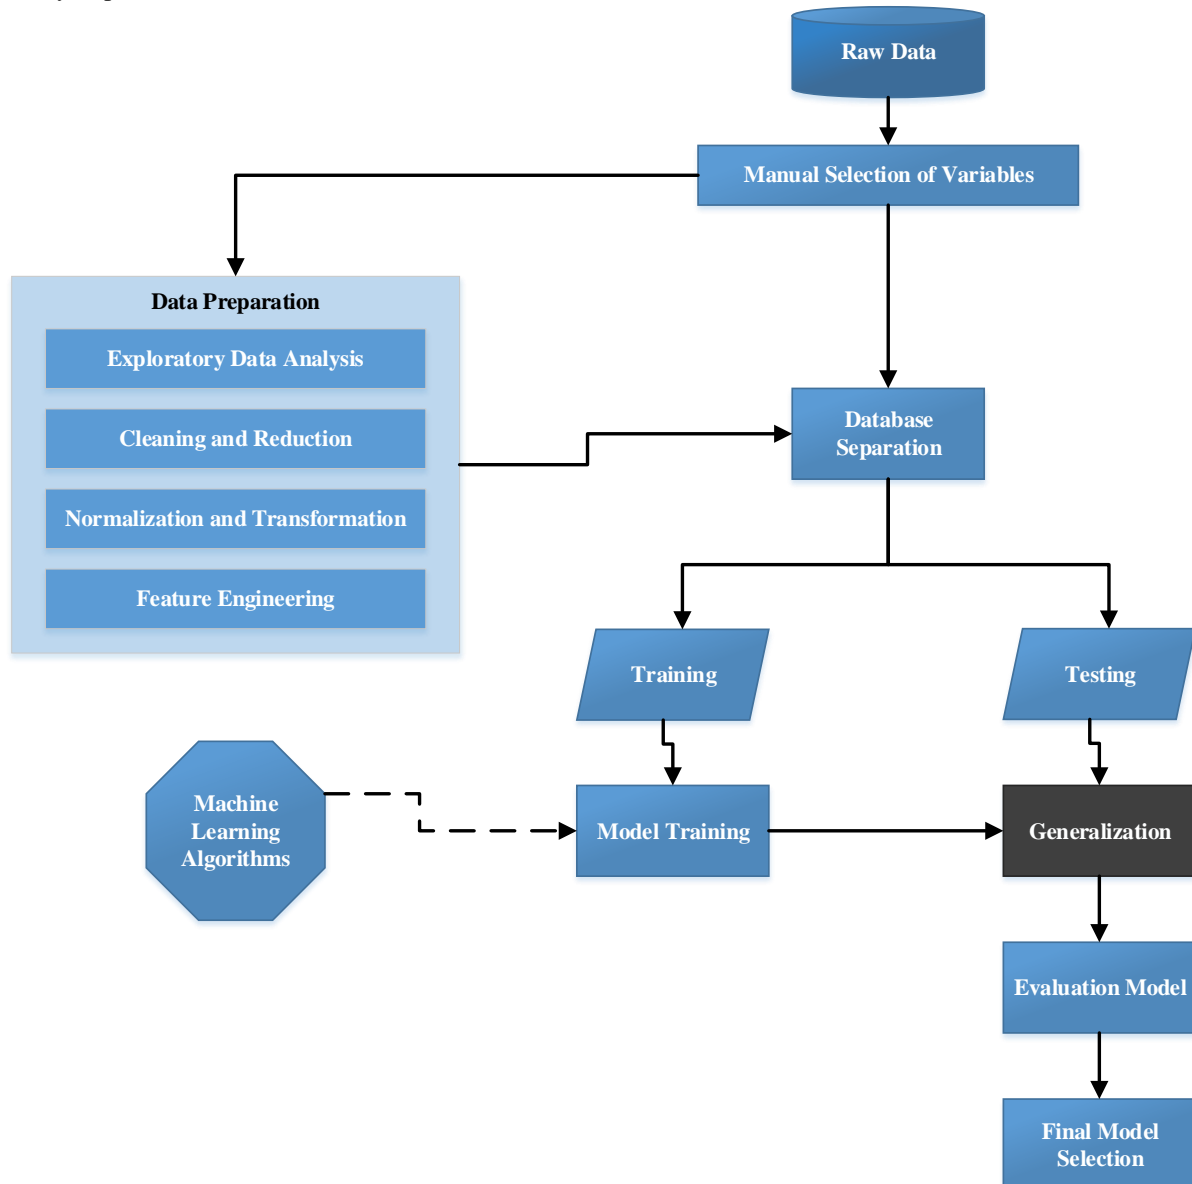 Raw Data
Manual Selection of Variables
Data Preparation
Exploratory Data Analysis
Cleaning and Reduction
Normalization and Transformation
Feature Engineering
Database
Separation
Training
Testing
Machine
Learning
Algorithms
Model Training
Generalization
Evaluation Model
Final Model
Selection